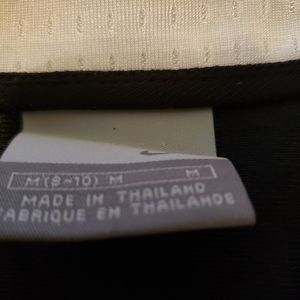 M (8-10) M M
MADE IN THAILAND
FABRIQUE EN THAILANDE